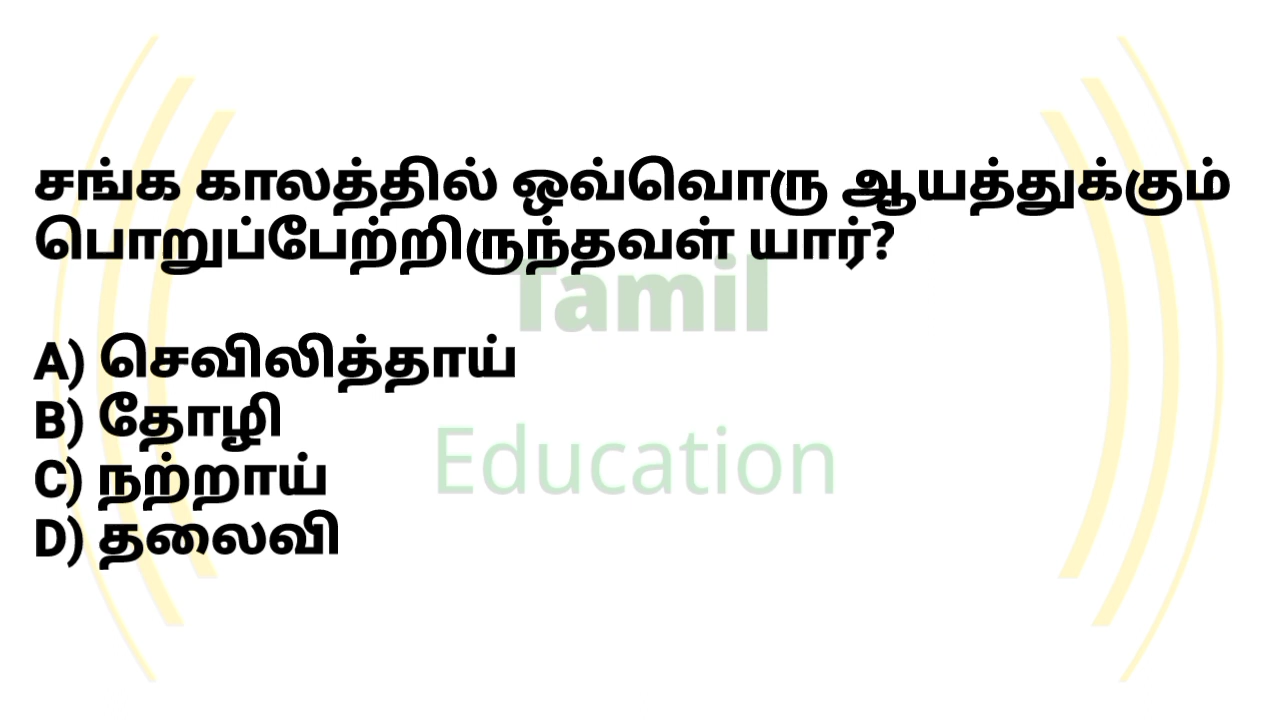 சங்க காலத்தில் ஒவ்வொரு ஆயத்துக்கும்
பொறுப்பேற்றிருந்தவள் யார்?
Tamil
A) செவிலித்தாய்
B) தோழி
Education
C) நற்றாய்
D) தலைவி